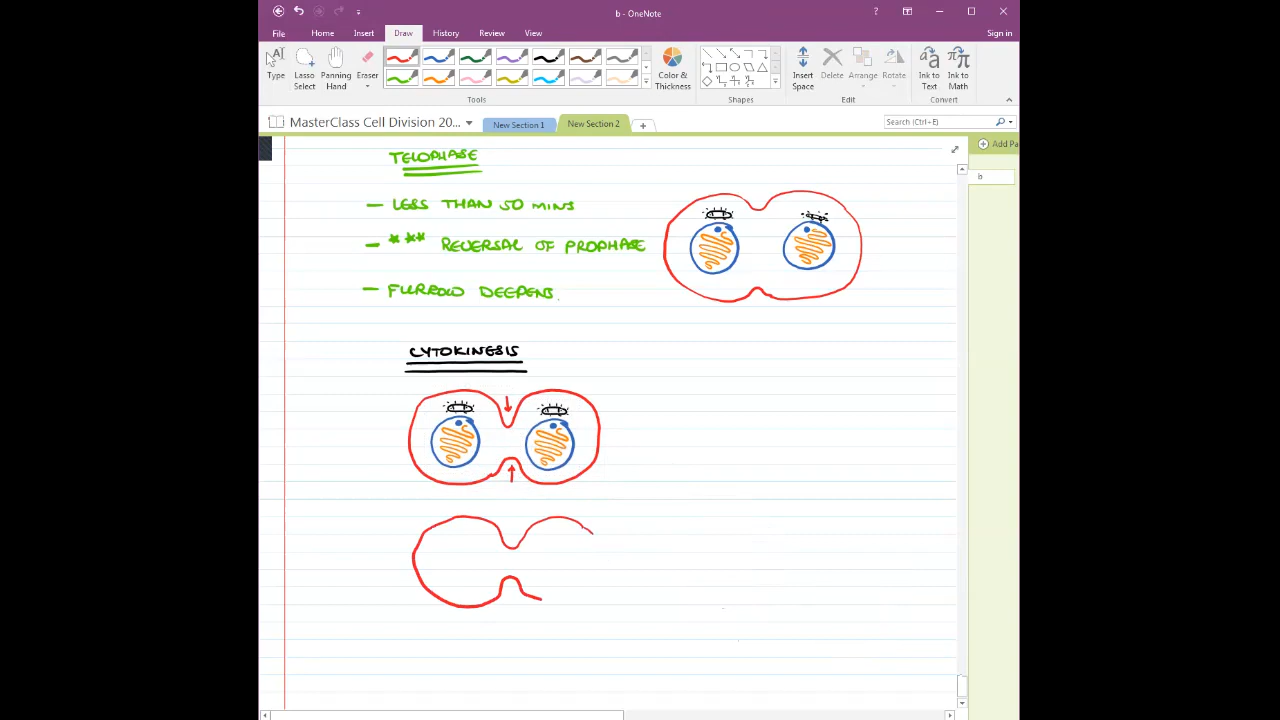 b - OneNote
?
File Home Insert Draw History Review View Sign in
Type
Lasso Select
Panning Hand
Eraser
Color & Thickness
Insert Space
Delete
Arrange
Rotate
Ink to Text
Ink to Math
Tools Shapes Edit Convert
MasterClass Cell Division 20... New Section 1 New Section 2 + Search (Ctrl+E)
Add Pa
b
TELOPHASE
— LESS THAN 50 MINS
— *** REVERSAL OF PROPHASE
— FURROW DEEPENS.
CYTOKINESIS